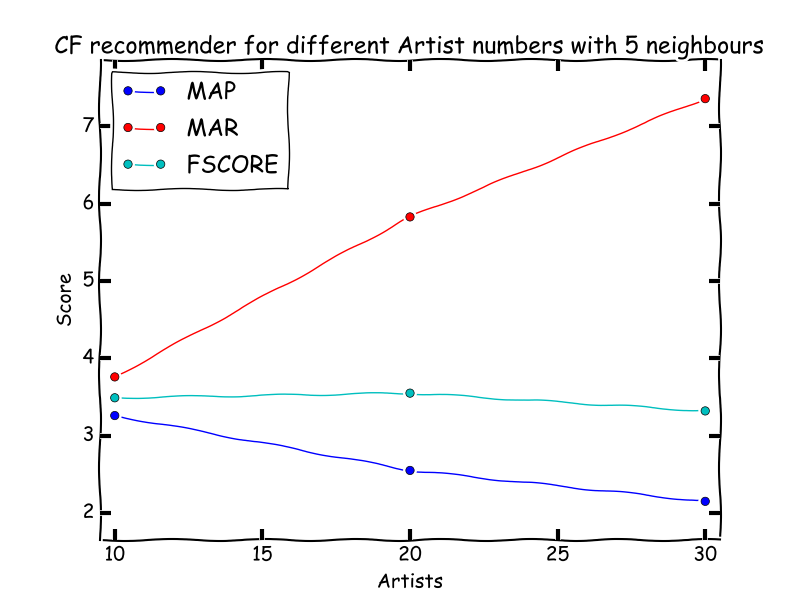 CF recommender for different Artist numbers with 5 neighbours
MAP
MAR
FSCORE
7
6
5
4
3
2
Score
10 15 20 25 30
Artists